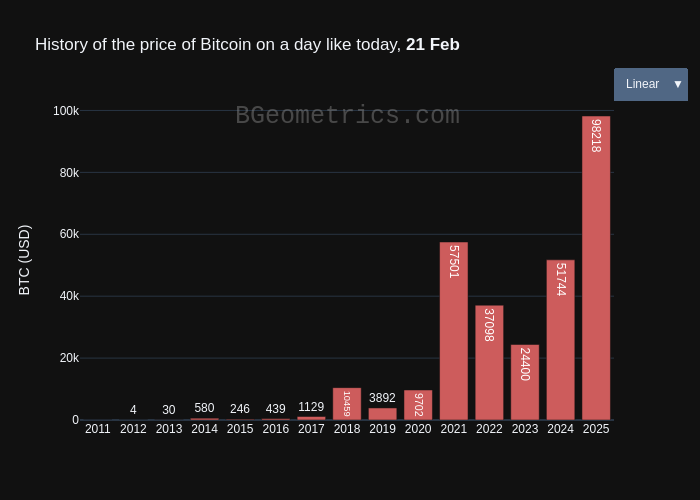 History of the price of Bitcoin on a day like today, 21 Feb
Linear ▼
BGeometrics.com
BTC (USD)
100k
80k
60k
40k
20k
0
4
30
580
246
439
1129
10459
3892
9702
57501
37098
24400
51744
98218
2011 2012 2013 2014 2015 2016 2017 2018 2019 2020 2021 2022 2023 2024 2025